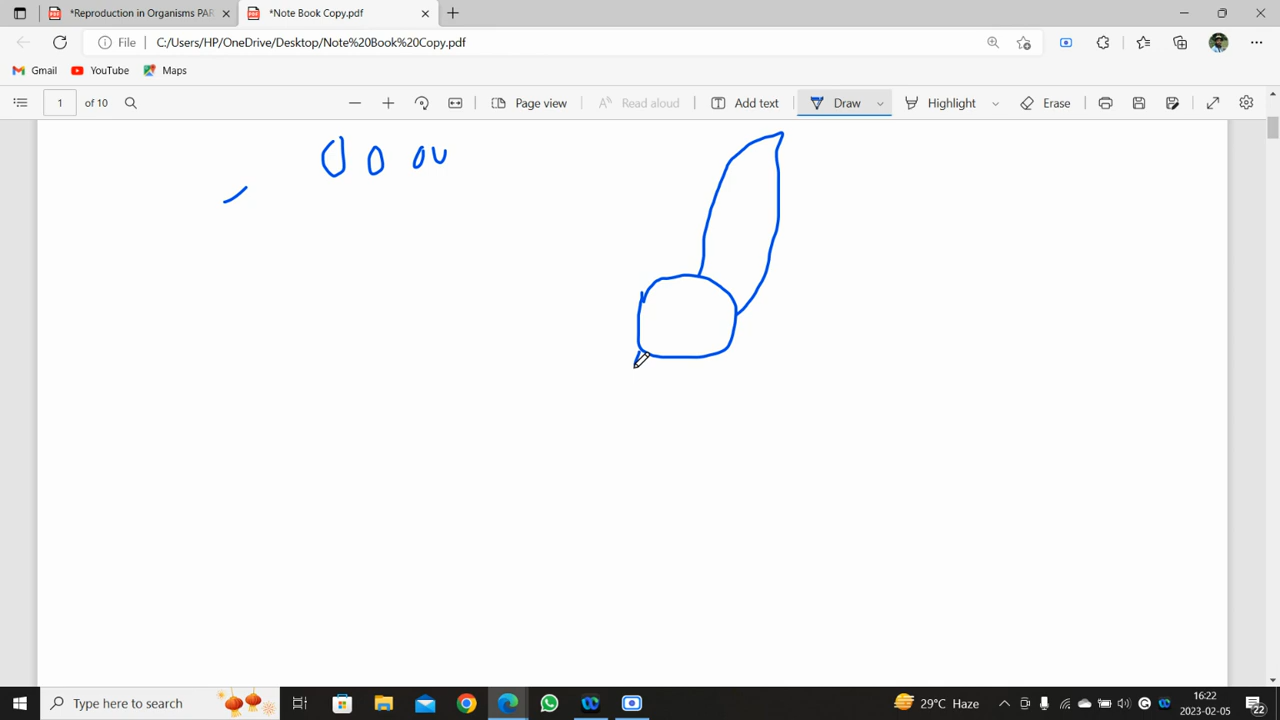 *Reproduction in Organisms PAR
*Note Book Copy.pdf
File
C:/Users/HP/OneDrive/Desktop/Note%20Book%20Copy.pdf
Gmail
YouTube
Maps
1 of 10
Page view
Read aloud
Add text
Draw
Highlight
Erase
Type here to search
29°C Haze
16:22
2023-02-05
22